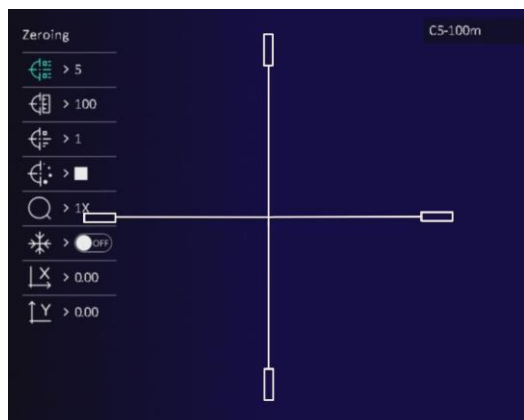 Zeroing
C5-100m
> 5
> 100
> 1
>
> 1X
> OFF
X > 0.00
Y > 0.00